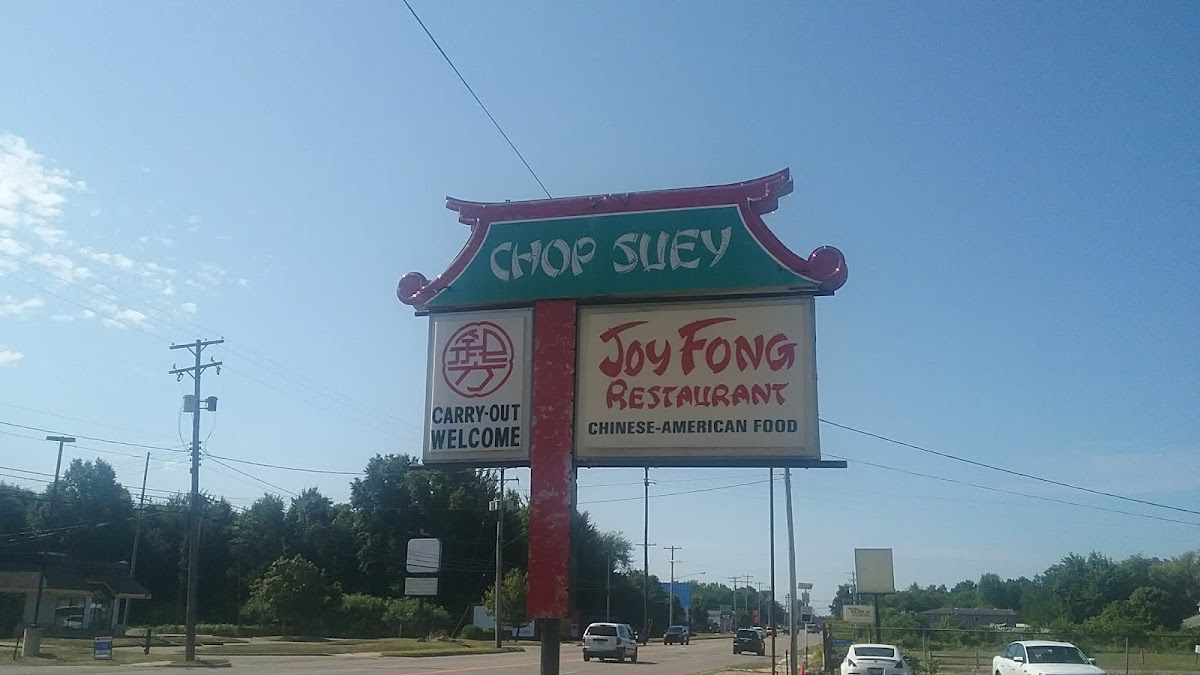 CHOP SUEY
CARRY-OUT
WELCOME
JOY FONG
RESTAURANT
CHINESE-AMERICAN FOOD